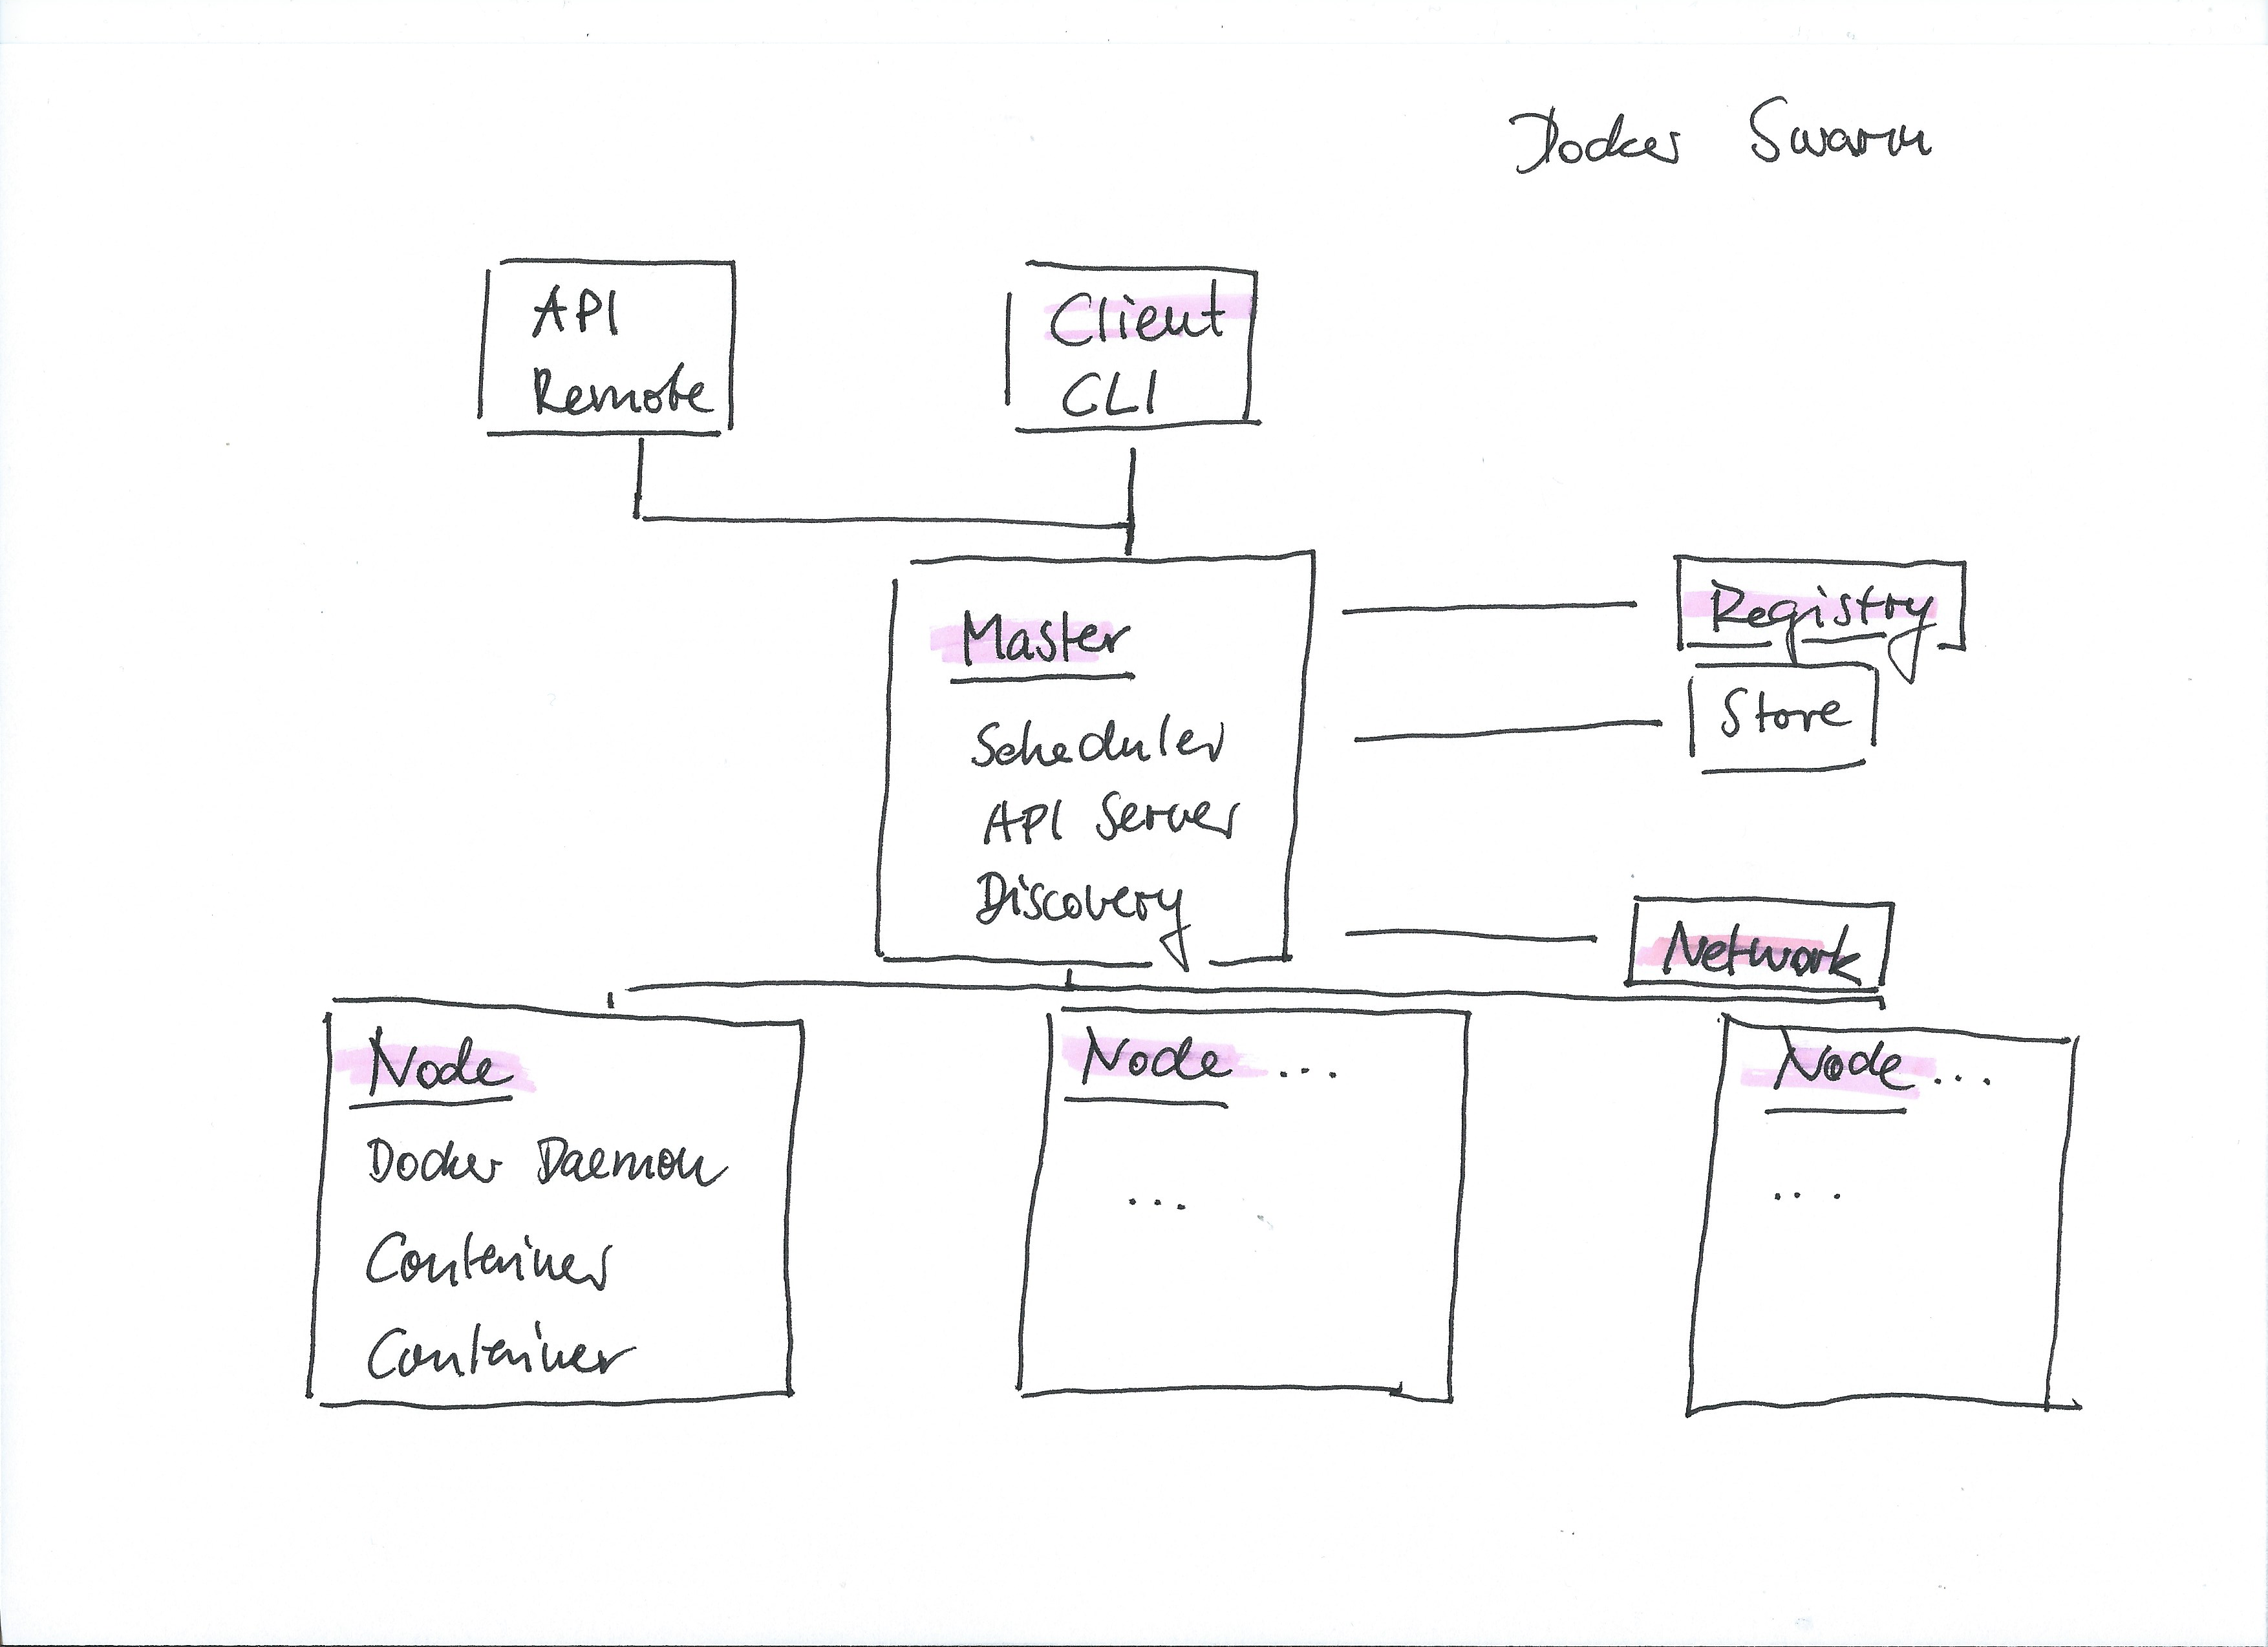 Docker Swarm
API
Remote
Client
CLI
Master
Scheduler
API Server
Discovery
Registry
Store
Network
Node
Docker Daemon
Container
Container
Node ...
...
Node ...
...